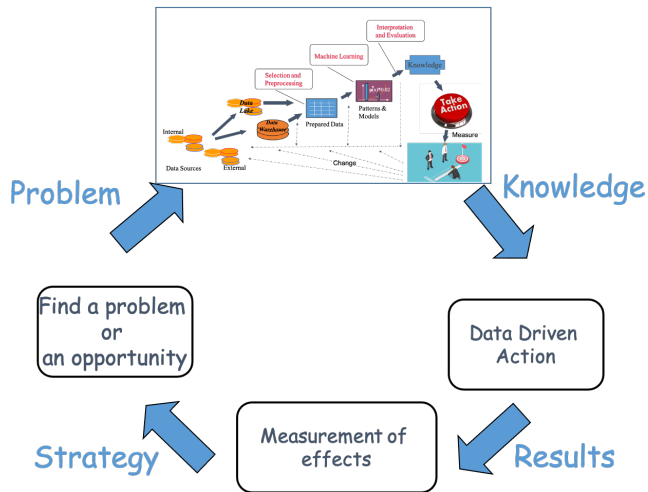 Interpretation
and Evaluation
Machine Learning
Knowledge
Selection and
Preprocessing
Data
Lake
Patterns &
Models
TAKE
ACTION
Data
Warehouse
Prepared Data
Measure
Internal
Change
Data Sources
External
Problem
Knowledge
Find a problem
or
an opportunity
Data Driven
Action
Measurement of
effects
Strategy
Results